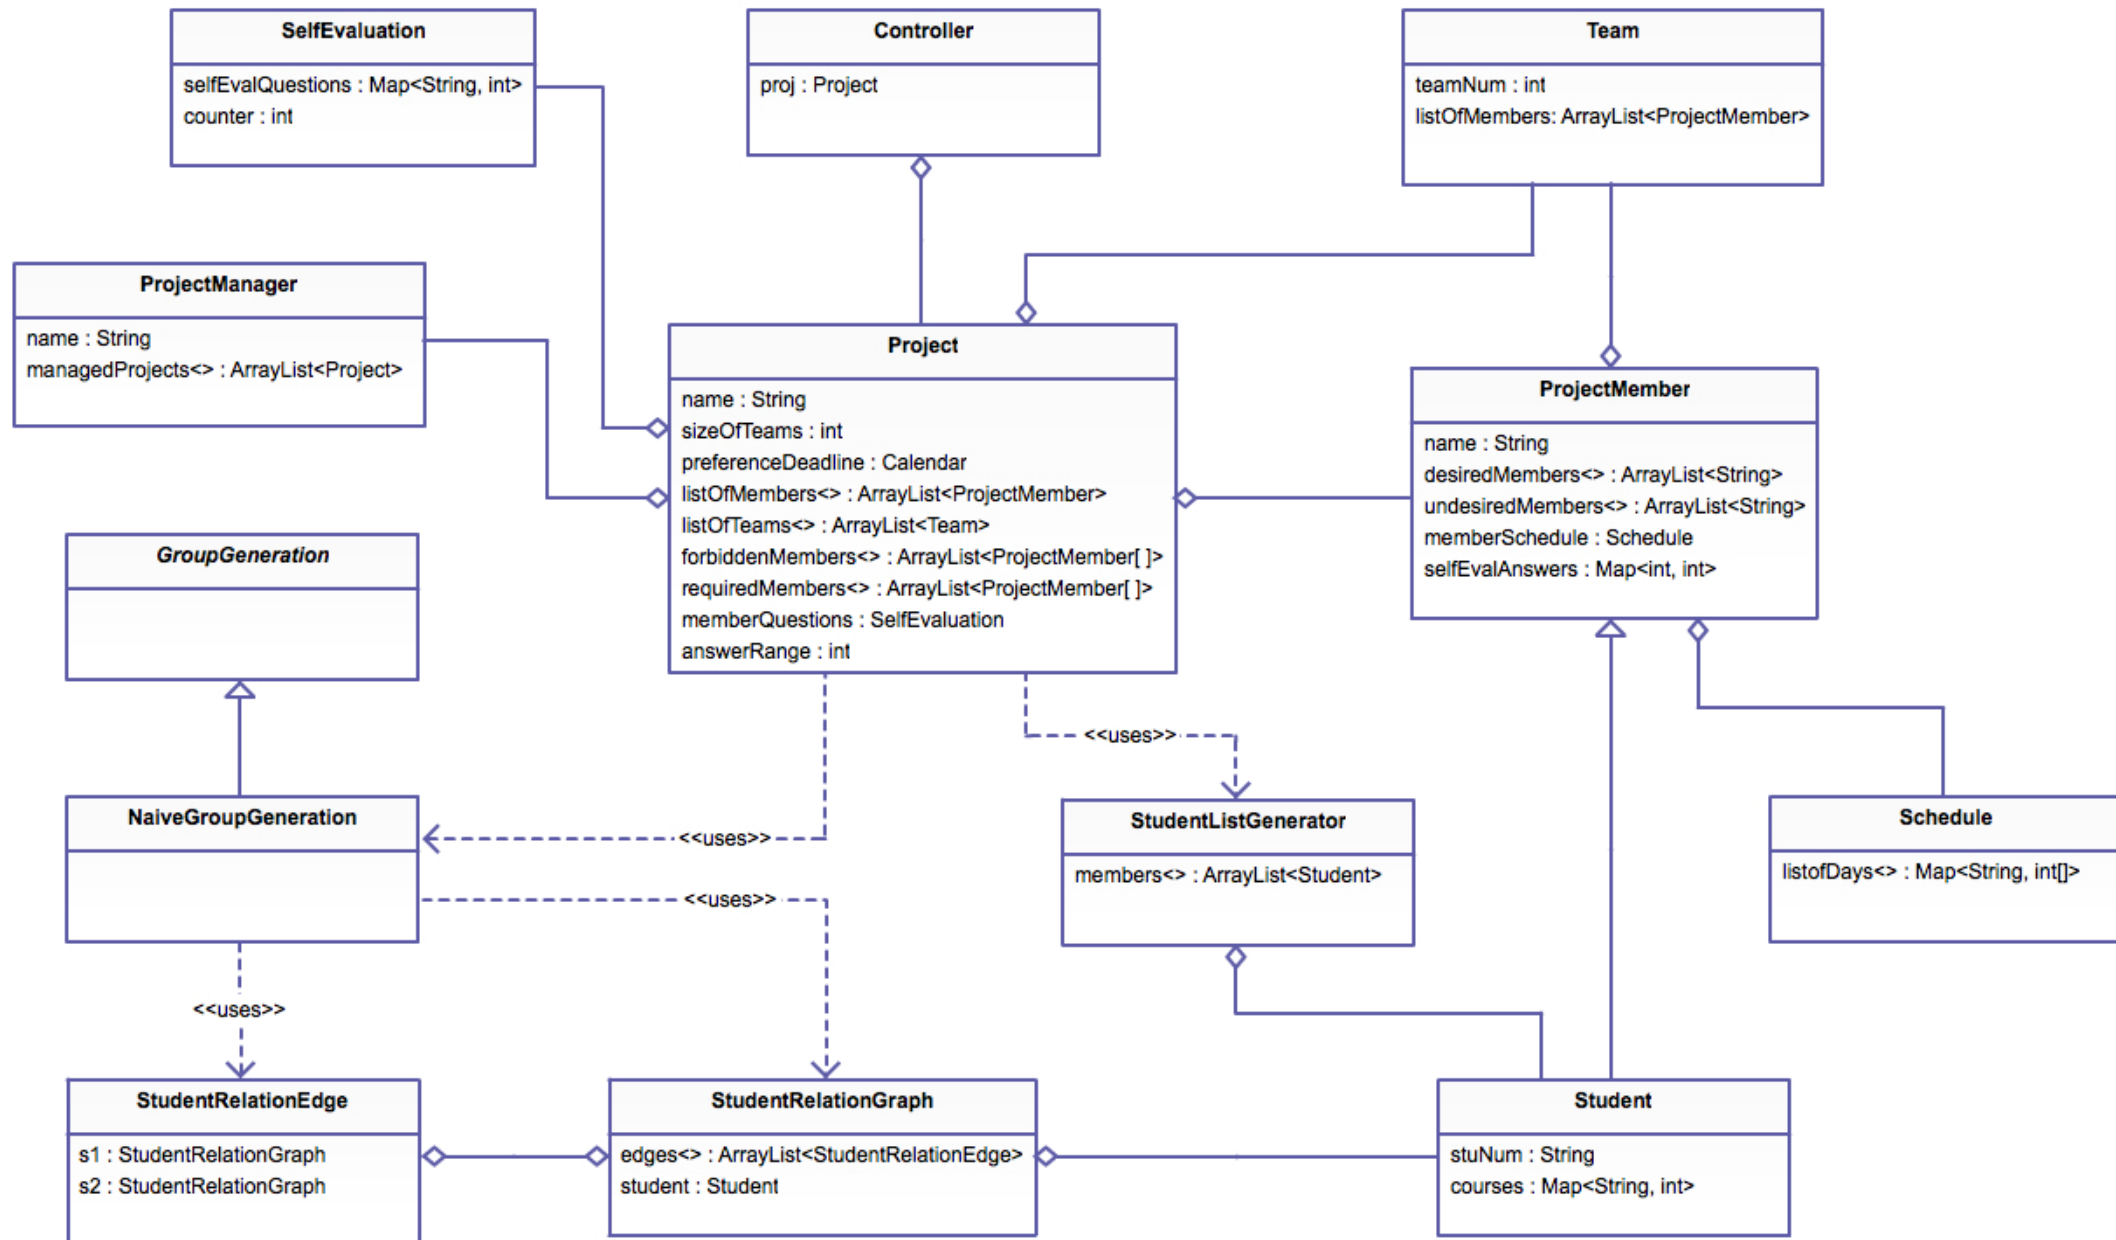 SelfEvaluation
selfEvalQuestions : Map<String, int>
counter : int
Controller
proj : Project
Team
teamNum : int
listOfMembers: ArrayList<ProjectMember>
ProjectManager
name : String
managedProjects<> : ArrayList<Project>
Project
name : String
sizeOfTeams : int
preferenceDeadline : Calendar
listOfMembers<> : ArrayList<ProjectMember>
listOfTeams<> : ArrayList<Team>
forbiddenMembers<> : ArrayList<ProjectMember[ ]>
requiredMembers<> : ArrayList<ProjectMember[ ]>
memberQuestions : SelfEvaluation
answerRange : int
ProjectMember
name : String
desiredMembers<> : ArrayList<String>
undesiredMembers<> : ArrayList<String>
memberSchedule : Schedule
selfEvalAnswers : Map<int, int>
GroupGeneration
<<uses>>
NaiveGroupGeneration
<<uses>>
<<uses>>
<<uses>>
StudentListGenerator
members<> : ArrayList<Student>
Schedule
listofDays<> : Map<String, int[]>
StudentRelationEdge
s1 : StudentRelationGraph
s2 : StudentRelationGraph
StudentRelationGraph
edges<> : ArrayList<StudentRelationEdge>
student : Student
Student
stuNum : String
courses : Map<String, int>